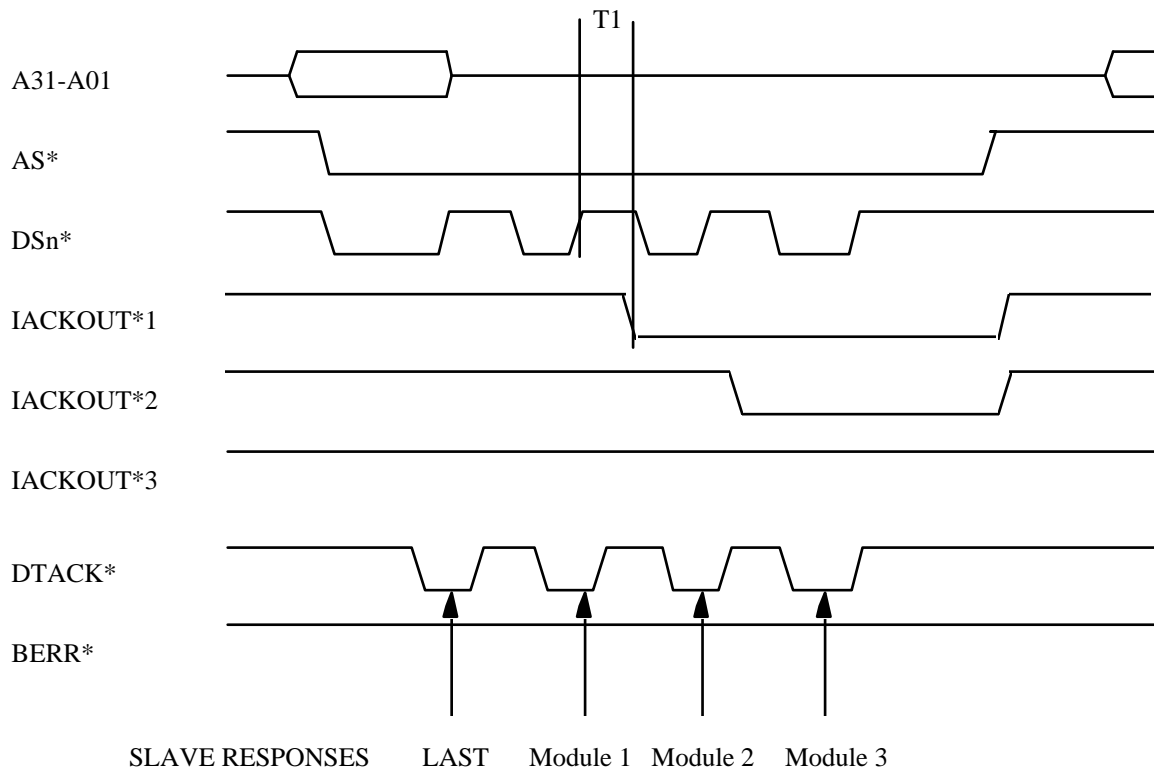 T1
A31-A01
AS*
DSn*
IACKOUT*1
IACKOUT*2
IACKOUT*3
DTACK*
BERR*
SLAVE RESPONSES LAST Module 1 Module 2 Module 3